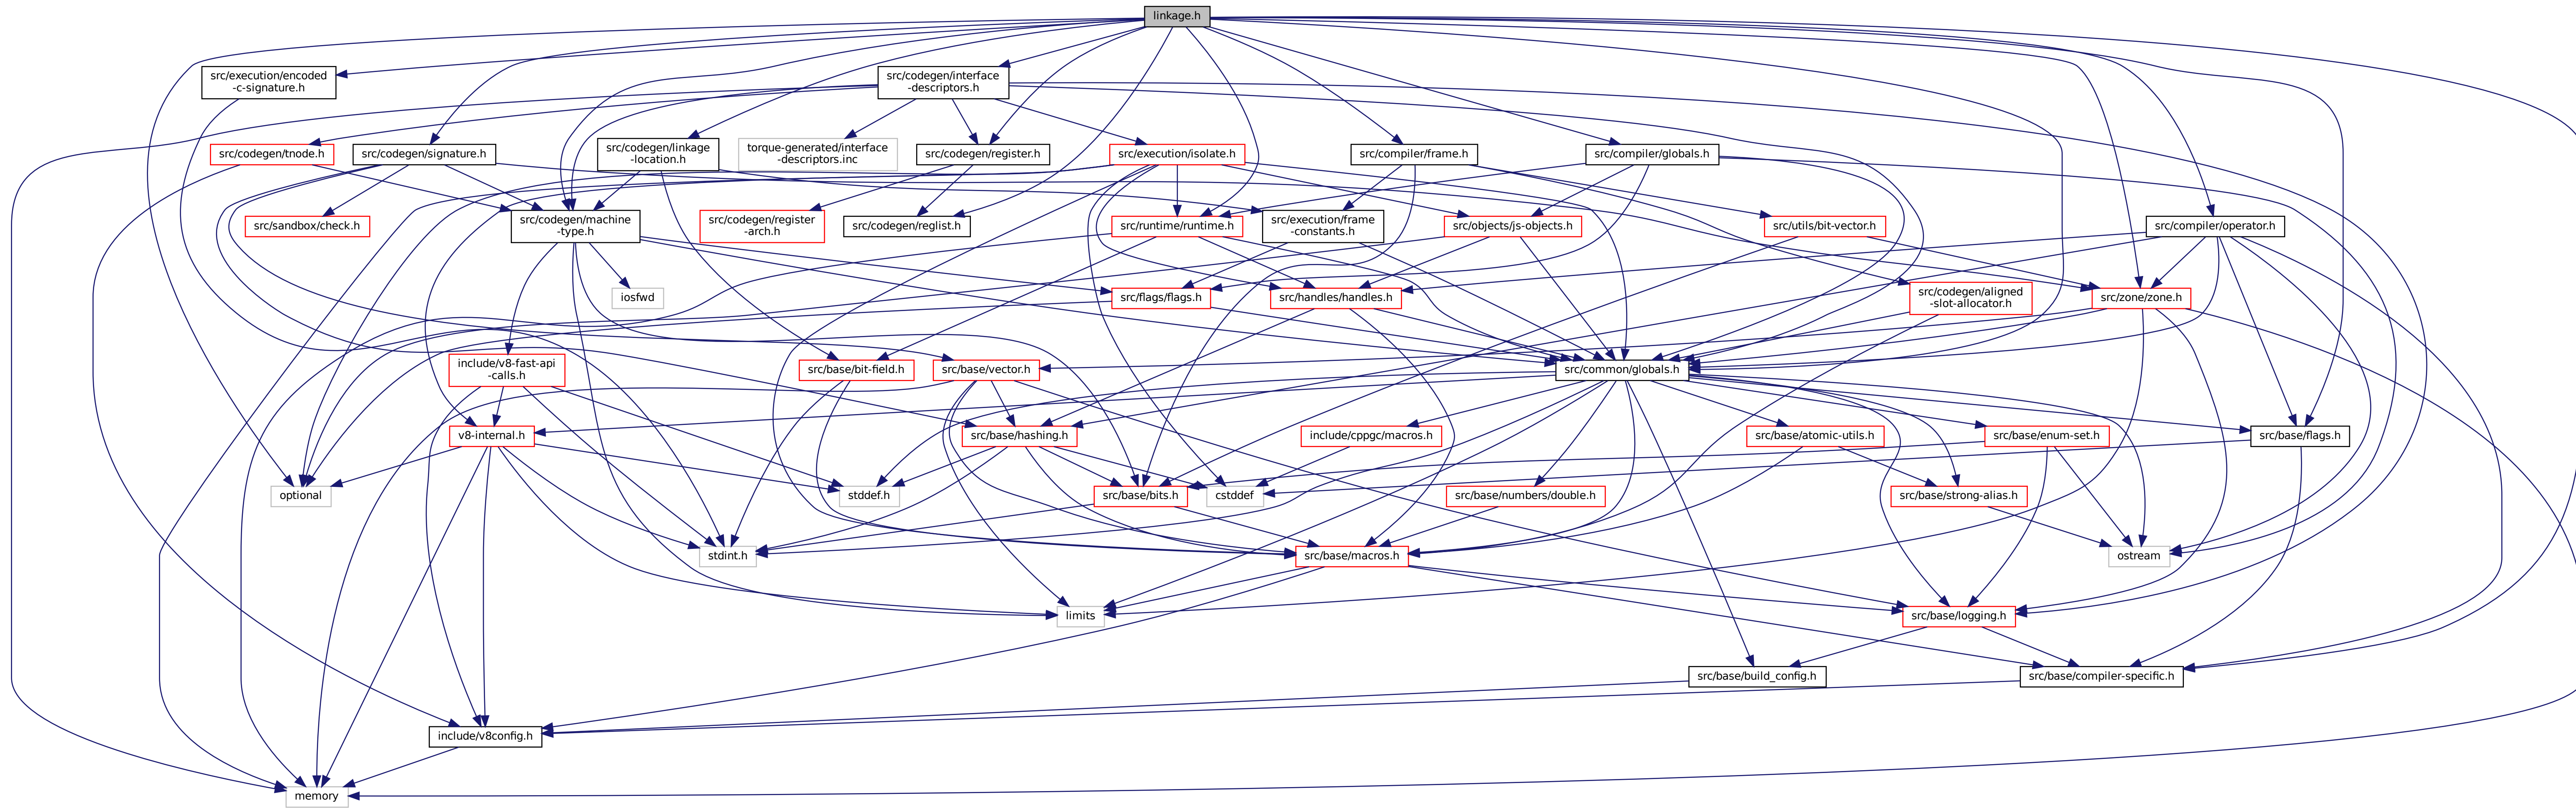 linkage.h
src/execution/encoded
-c-signature.h
src/codegen/interface
-descriptors.h
src/codegen/tnode.h
src/codegen/signature.h
src/codegen/linkage
-location.h
torque-generated/interface
-descriptors.inc
src/codegen/register.h
src/execution/isolate.h
src/compiler/frame.h
src/compiler/globals.h
src/sandbox/check.h
src/codegen/machine
-type.h
src/codegen/register
-arch.h
src/codegen/reglist.h
src/runtime/runtime.h
src/execution/frame
-constants.h
src/objects/js-objects.h
src/utils/bit-vector.h
src/compiler/operator.h
iosfwd
src/flags/flags.h
src/handles/handles.h
src/codegen/aligned
-slot-allocator.h
src/zone/zone.h
include/v8-fast-api
-calls.h
src/base/bit-field.h
src/base/vector.h
src/common/globals.h
v8-internal.h
src/base/hashing.h
include/cppgc/macros.h
src/base/atomic-utils.h
src/base/enum-set.h
src/base/flags.h
optional
stddef.h
src/base/bits.h
cstddef
src/base/numbers/double.h
src/base/strong-alias.h
stdint.h
src/base/macros.h
ostream
limits
src/base/logging.h
src/base/build_config.h
src/base/compiler-specific.h
include/v8config.h
memory